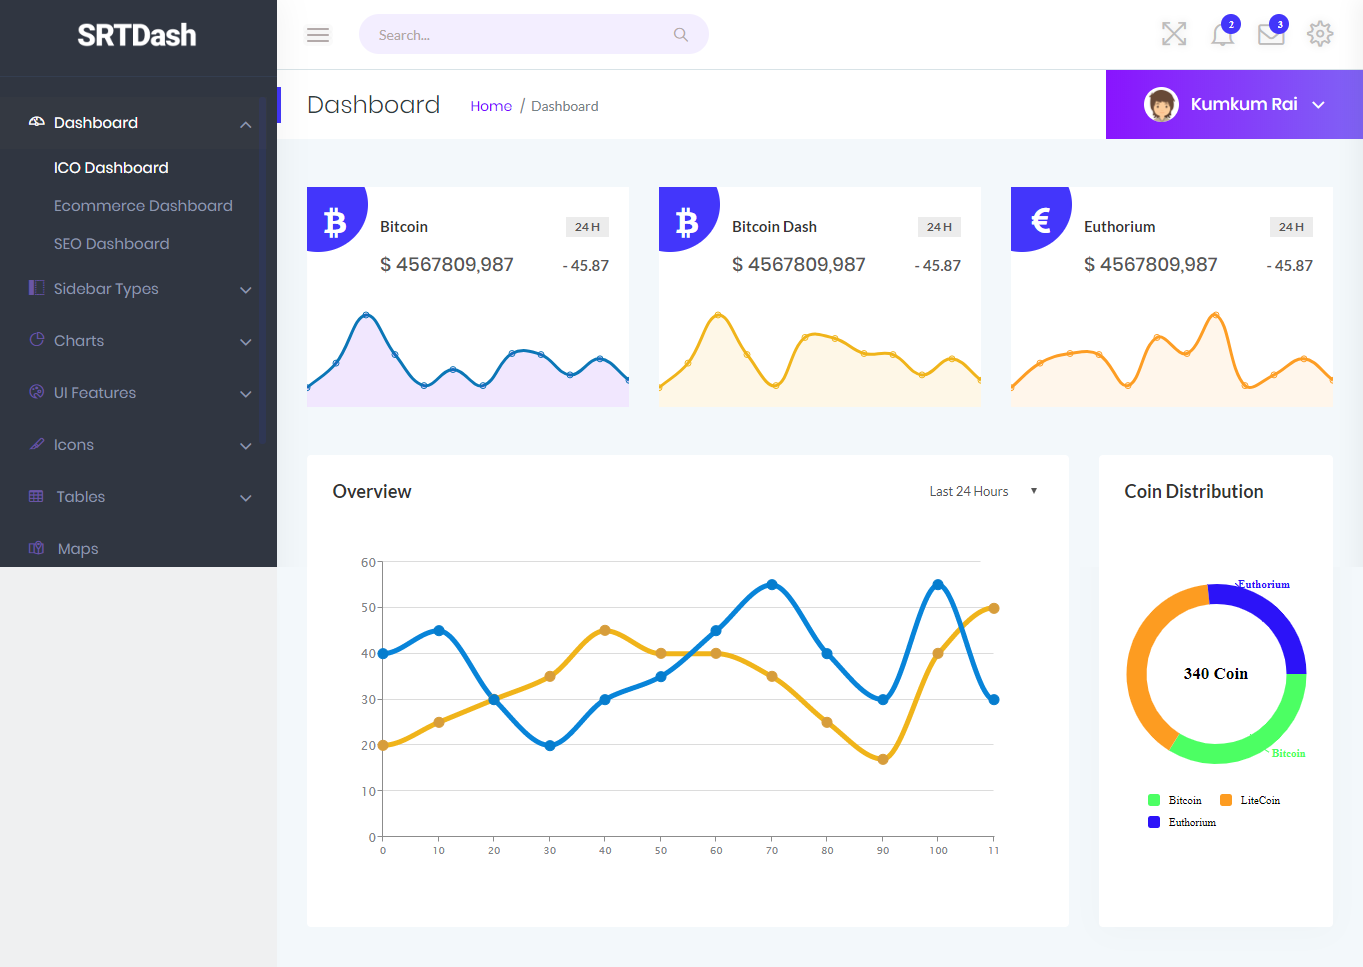 SRTDash
Search...
2
3
Dashboard
Home / Dashboard
Kumkum Rai
Dashboard
ICO Dashboard
Ecommerce Dashboard
SEO Dashboard
Sidebar Types
Charts
UI Features
Icons
Tables
Maps
Bitcoin
24 H
$ 4567809,987
- 45.87
Bitcoin Dash
24 H
$ 4567809,987
- 45.87
Euthorium
24 H
$ 4567809,987
- 45.87
Overview
Last 24 Hours
60
50
40
30
20
10
0
0 10 20 30 40 50 60 70 80 90 100 11
Coin Distribution
Euthorium
340 Coin
Bitcoin
Bitcoin LiteCoin
Euthorium